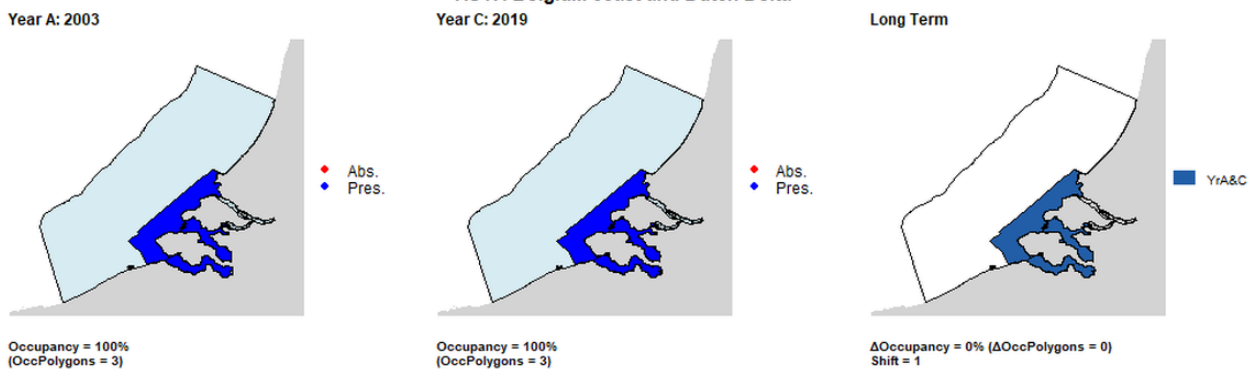 Year A: 2003
Year C: 2019
Long Term
Abs.
Pres.
Abs.
Pres.
YrA&C
Occupancy = 100%
(OccPolygons = 3)
Occupancy = 100%
(OccPolygons = 3)
ΔOccupancy = 0% (ΔOccPolygons = 0)
Shift = 1